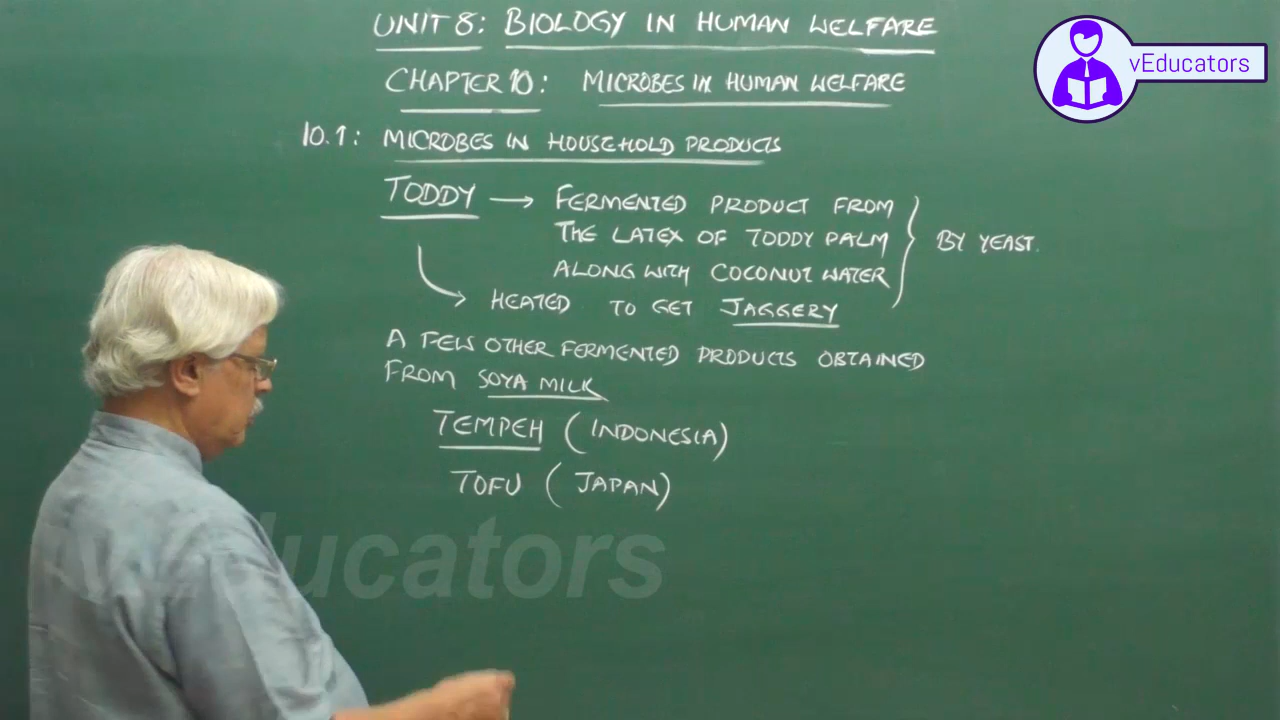 UNIT 8: BIOLOGY IN HUMAN WELFARE
vEducators
CHAPTER 10: MICROBES IN HUMAN WELFARE
10.1: MICROBES IN HOUSEHOLD PRODUCTS
TODDY → FERMENTED PRODUCT FROM
THE LATEX OF TODDY PALM } BY YEAST.
ALONG WITH COCONUT WATER
HEATED TO GET JAGGERY
A FEW OTHER FERMENTED PRODUCTS OBTAINED
FROM SOYA MILK
TEMPEH (INDONESIA)
TOFU (JAPAN)
vEducators